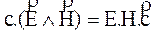 c.(E ∧ H) = E.H.c